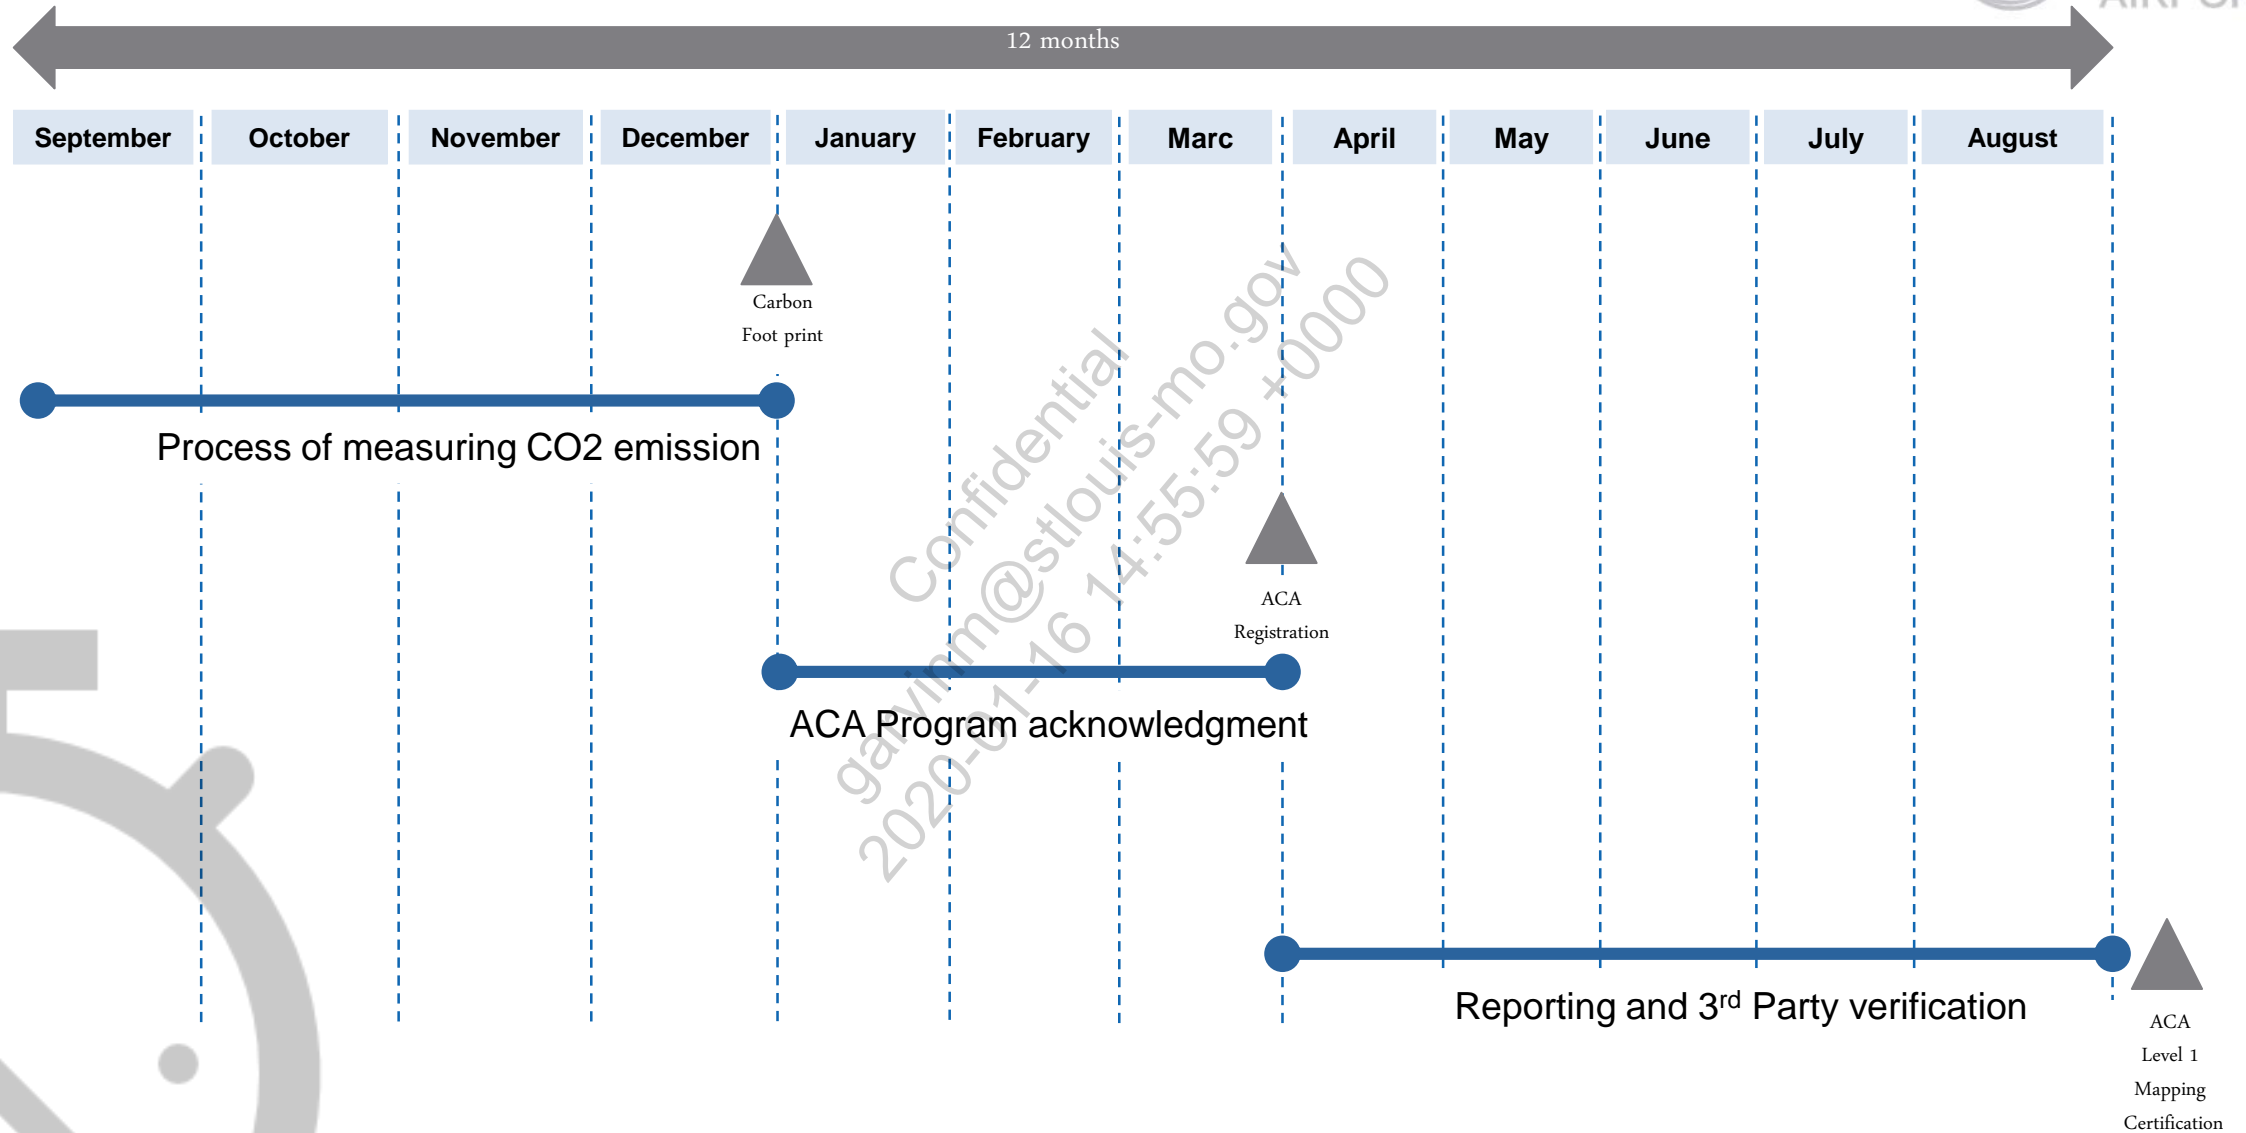 12 months
September October November December January February Marc April May June July August
Carbon
Foot print
Process of measuring CO2 emission
Confidential
garvinm@stlouis-mo.gov
2020-01-16 14:55:59 +0000
ACA
Registration
ACA Program acknowledgment
Reporting and 3rd Party verification
ACA
Level 1
Mapping
Certification